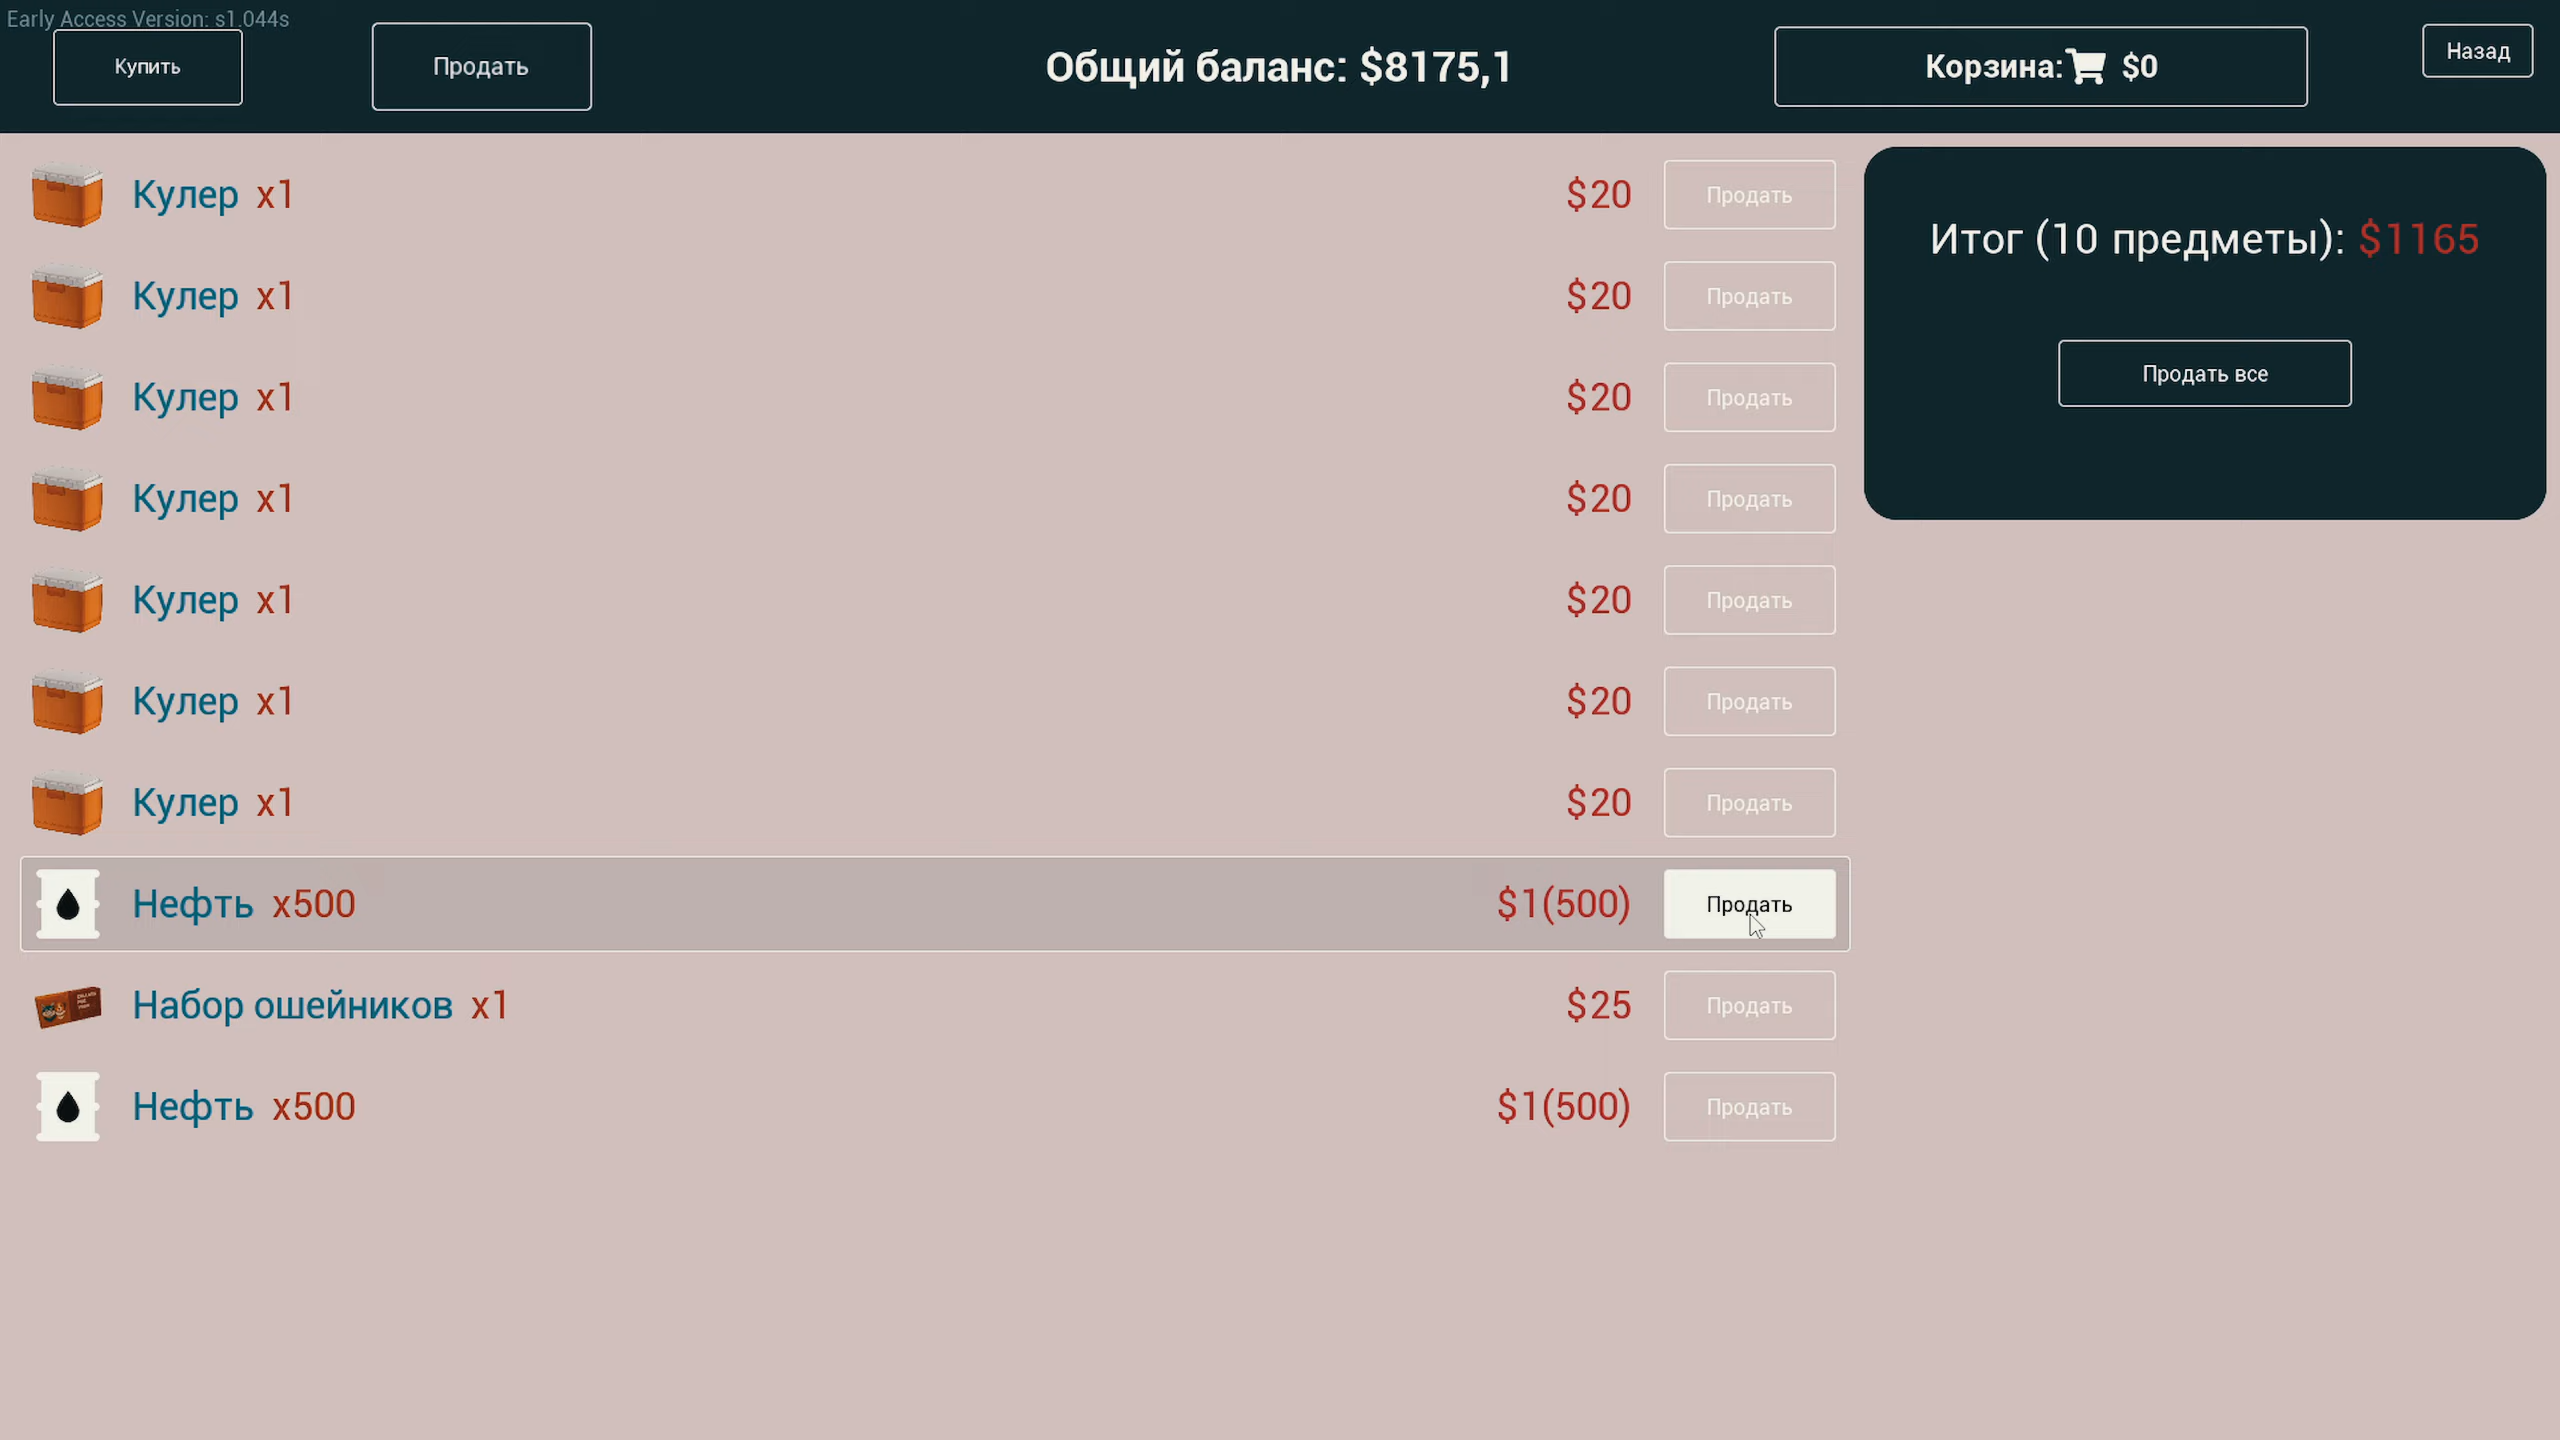 Early Access Version: s1.044s
Купить
Продать
Общий баланс: $8175,1
Корзина: $0
Назад
Кулер x1 $20 Продать
Кулер x1 $20 Продать
Кулер x1 $20 Продать
Кулер x1 $20 Продать
Кулер x1 $20 Продать
Кулер x1 $20 Продать
Кулер x1 $20 Продать
Нефть x500 $1(500) Продать
Набор ошейников x1 $25 Продать
Нефть x500 $1(500) Продать
Итог (10 предметы): $1165
Продать все